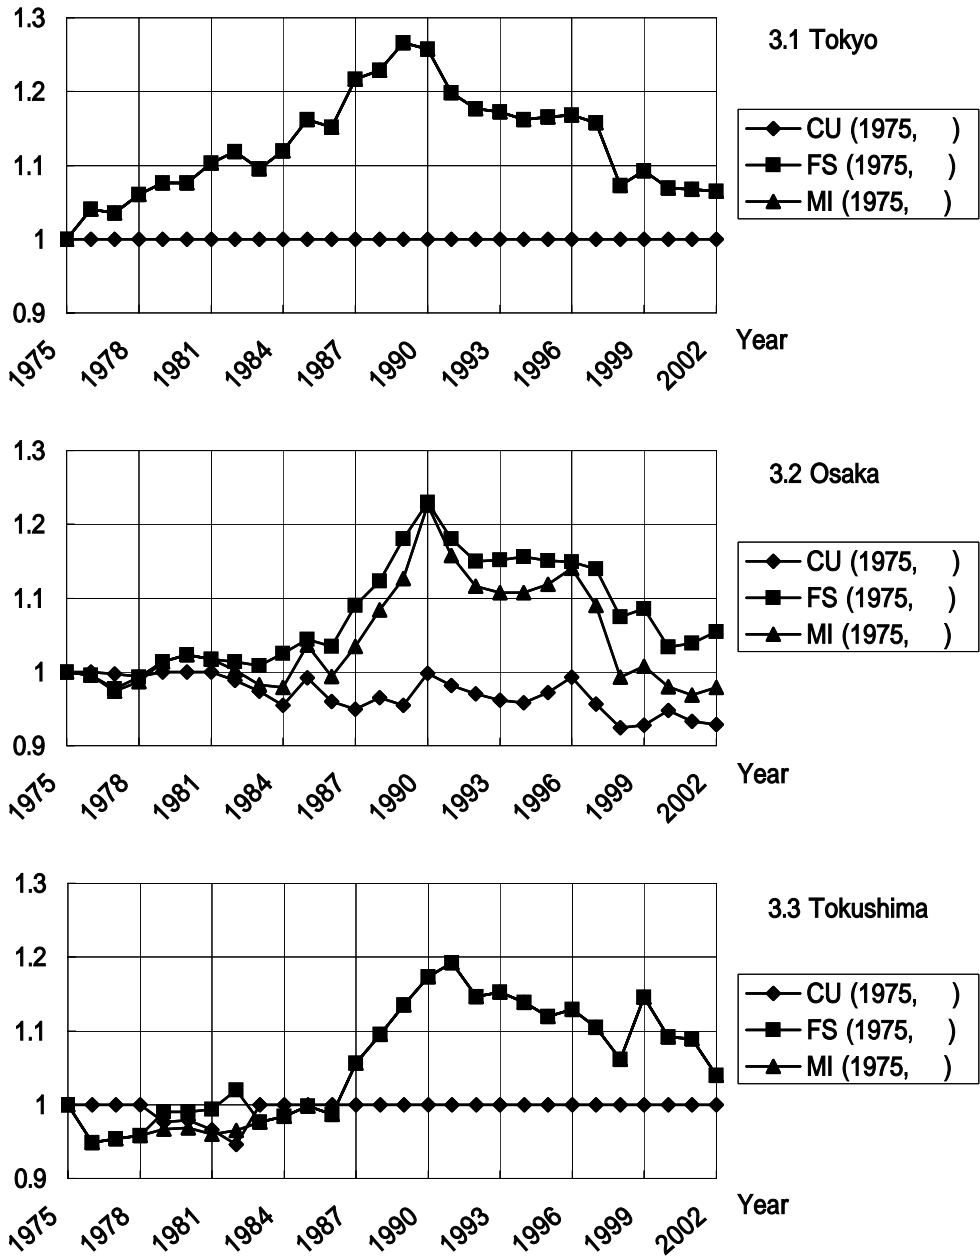 1.3
3.1 Tokyo
1.2
CU (1975, )
FS (1975, )
1.1
MI (1975, )
1
0.9
Year
1975 1978 1981 1984 1987 1990 1993 1996 1999 2002
1.3
3.2 Osaka
1.2
CU (1975, )
1.1
FS (1975, )
MI (1975, )
1
0.9
Year
1975 1978 1981 1984 1987 1990 1993 1996 1999 2002
1.3
3.3 Tokushima
1.2
CU (1975, )
1.1
FS (1975, )
MI (1975, )
1
0.9
Year
1975 1978 1981 1984 1987 1990 1993 1996 1999 2002